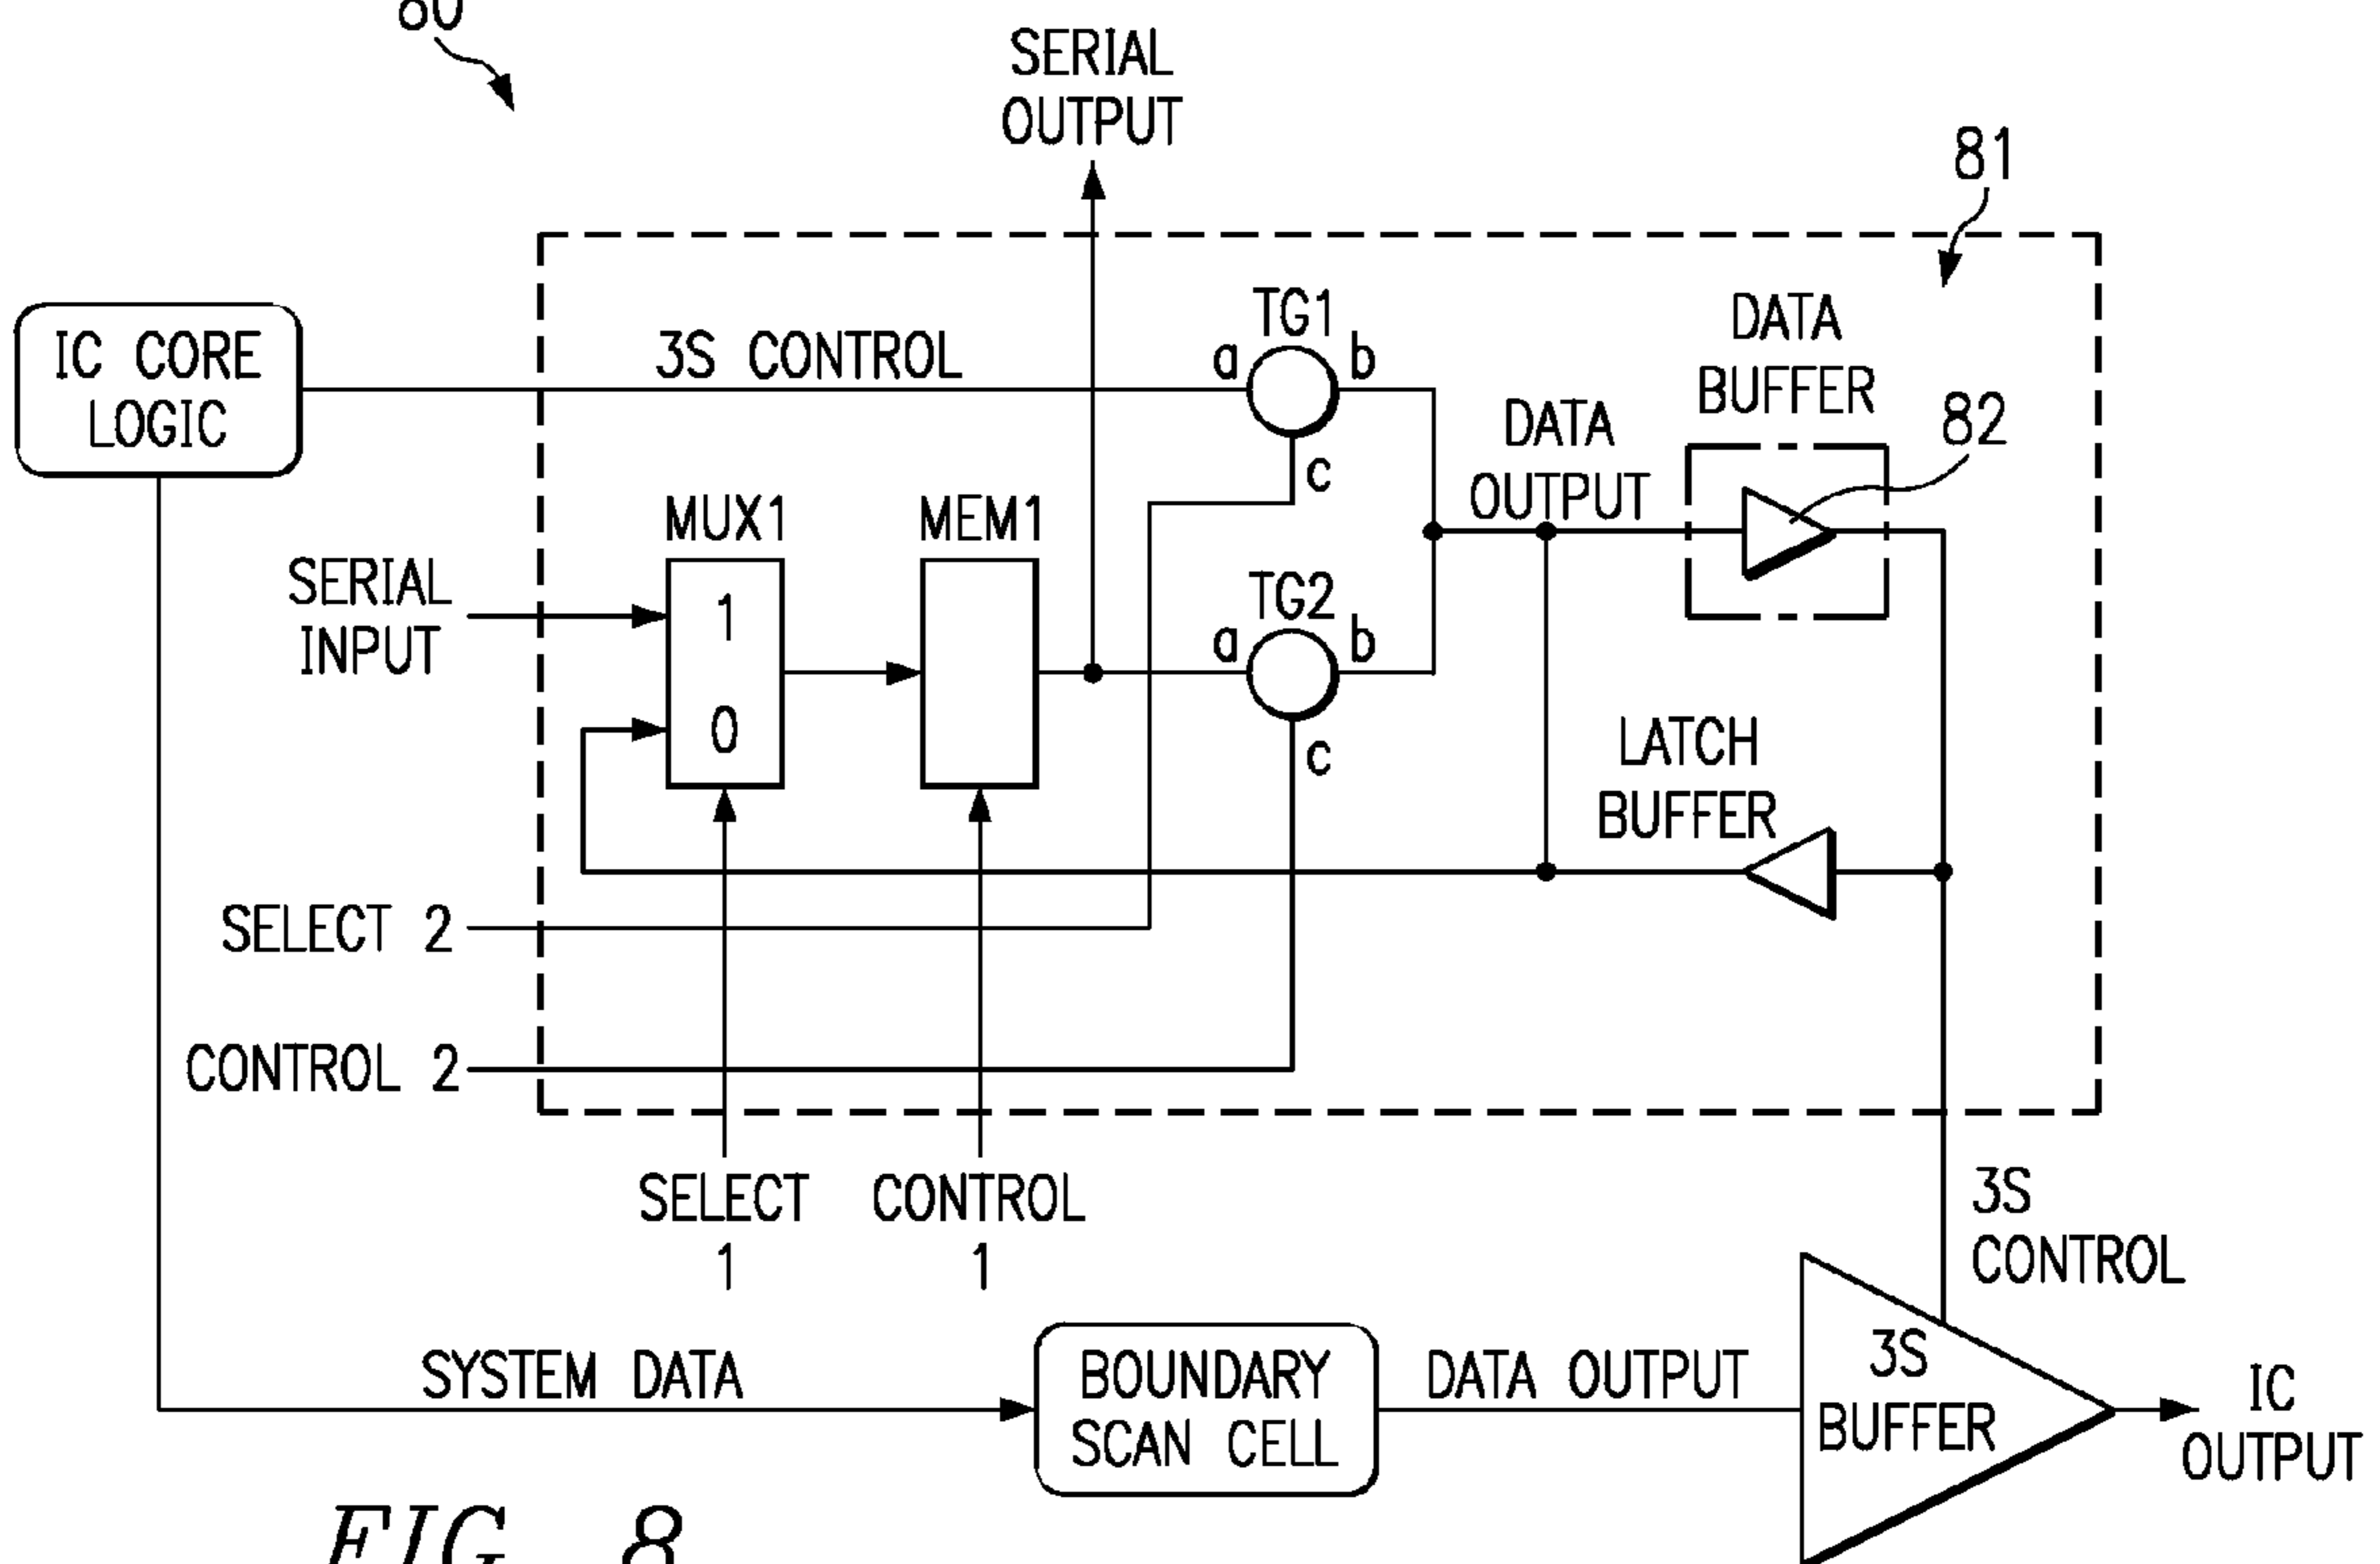 80
SERIAL
OUTPUT
81
IC CORE
LOGIC
3S CONTROL
TG1
a
b
c
DATA
BUFFER
82
DATA
OUTPUT
MUX1
1
0
MEM1
SERIAL
INPUT
TG2
a
b
c
LATCH
BUFFER
SELECT 2
CONTROL 2
SELECT
1
CONTROL
1
3S
CONTROL
SYSTEM DATA
BOUNDARY
SCAN CELL
DATA OUTPUT
3S
BUFFER
IC
OUTPUT
FIG. 8